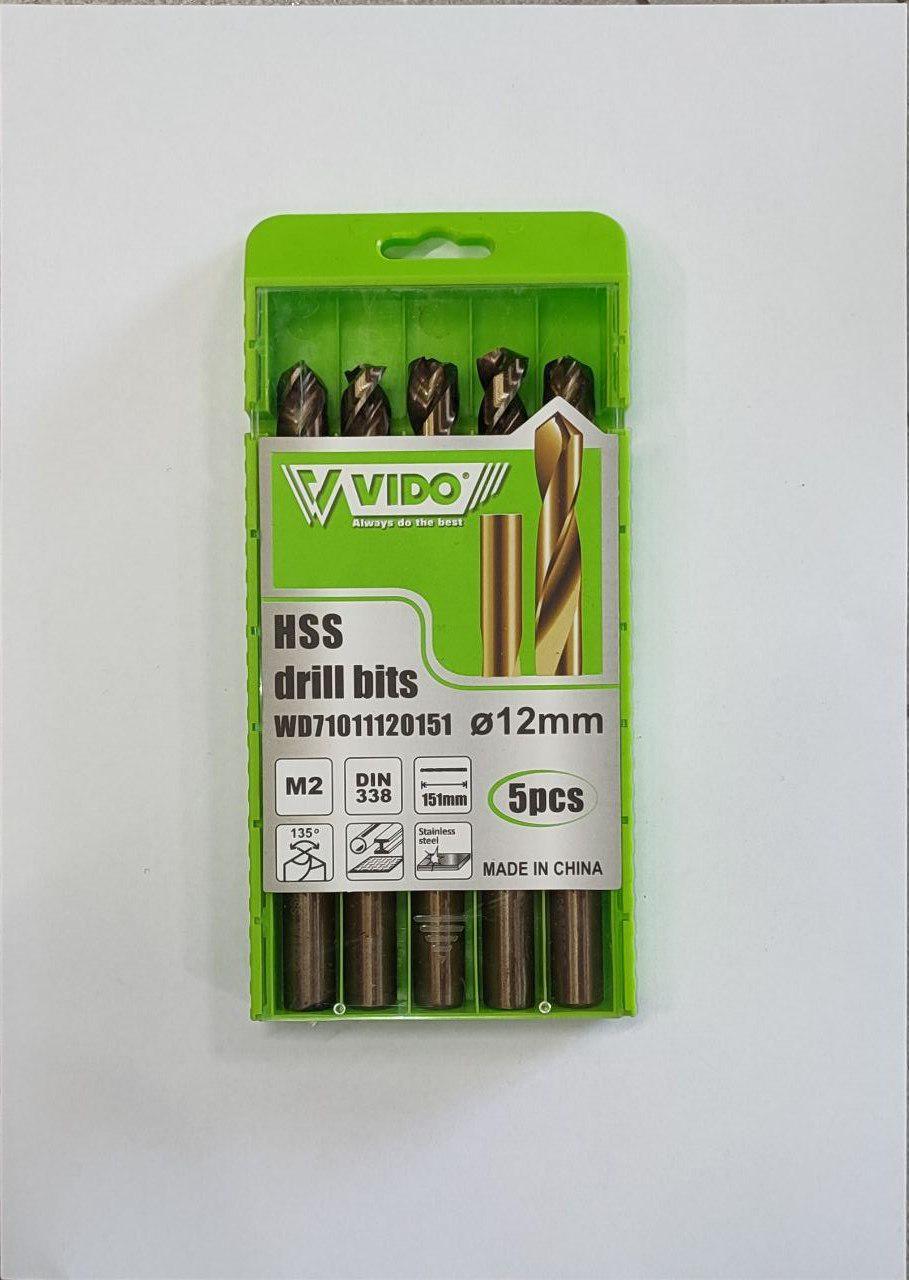 VIDO®
Always do the best
HSS
drill bits
WD71011120151 ø12mm
M2
DIN
338
151mm
5pcs
135°
Stainless
steel
MADE IN CHINA